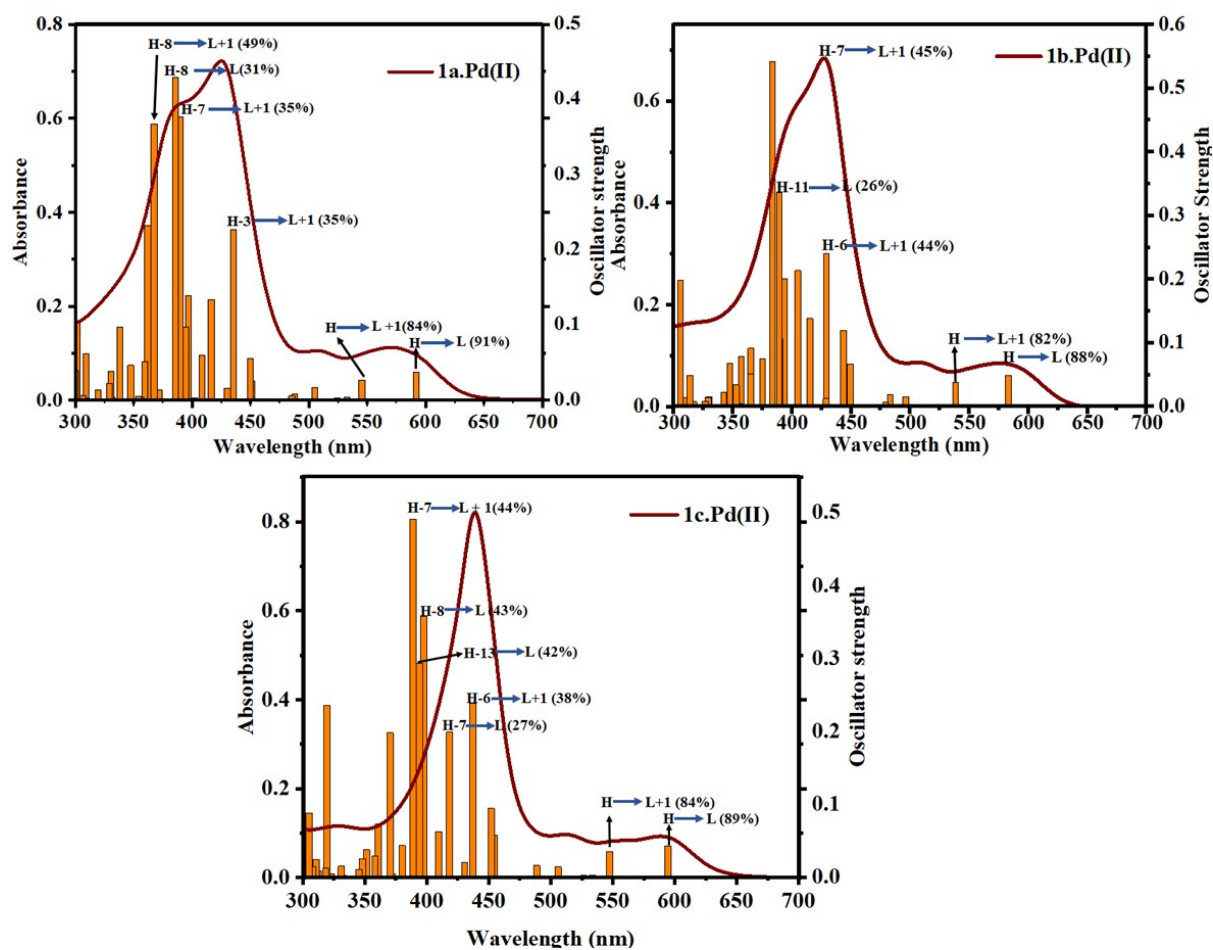 1a.Pd(II)
H-8 L+1 (49%)
H-8 L(31%)
H-7 L+1 (35%)
H-3 L+1 (35%)
H L +1(84%)
H L (91%)
0.8
0.6
0.4
0.2
0.0
Absorbance
0.5
0.4
0.3
0.2
0.1
0.0
Oscillator strength
300 350 400 450 500 550 600 650 700
Wavelength (nm)
1b.Pd(II)
H-7 L+1 (45%)
H-11 L (26%)
H-6 L+1 (44%)
H L+1 (82%)
H L (88%)
0.6
0.4
0.2
0.0
Absorbance
0.6
0.5
0.4
0.3
0.2
0.1
0.0
Oscillator Strength
300 350 400 450 500 550 600 650 700
Wavelength (nm)
1c.Pd(II)
H-7 L + 1(44%)
H-8 L (43%)
H-13 L (42%)
H-6 L+1 (38%)
H-7 L (27%)
H L+1 (84%)
H L (89%)
0.8
0.6
0.4
0.2
0.0
Absorbance
0.5
0.4
0.3
0.2
0.1
0.0
Oscillator strength
300 350 400 450 500 550 600 650 700
Wavelength (nm)